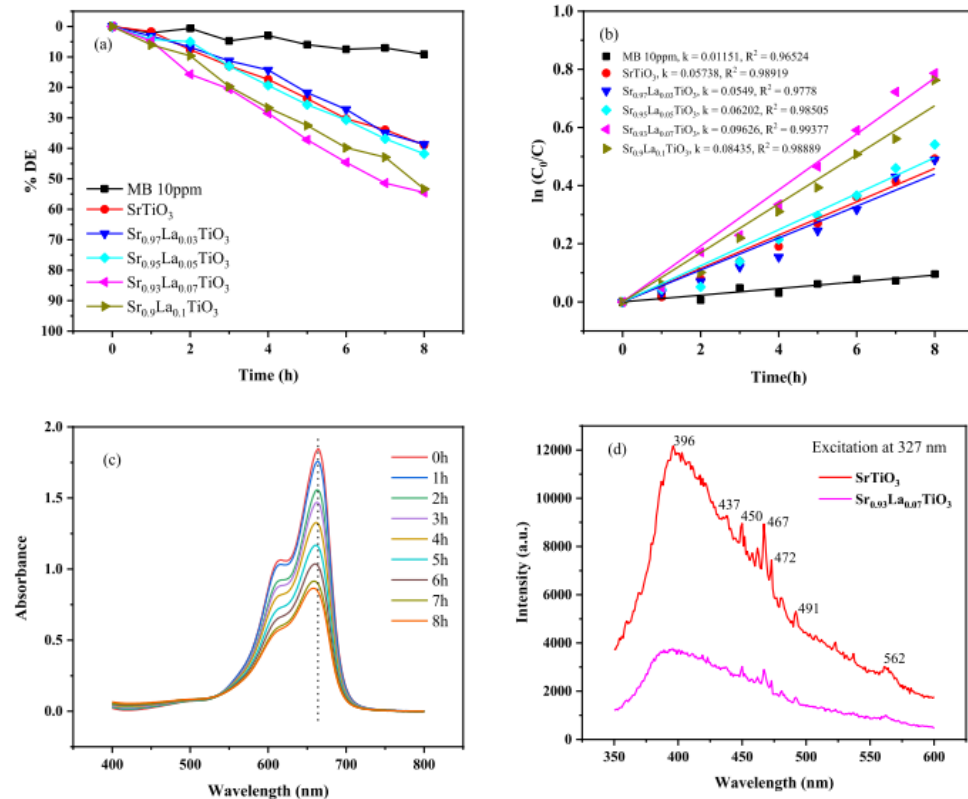 (a)
0
10
20
30
40
50
60
70
80
90
100
% DE
MB 10ppm
SrTiO₃
Sr₀.₉₇La₀.₀₃TiO₃
Sr₀.₉₅La₀.₀₅TiO₃
Sr₀.₉₃La₀.₀₇TiO₃
Sr₀.₉La₀.₁TiO₃
0 2 4 6 8
Time (h)
(b)
MB 10ppm, k = 0.01151, R² = 0.96524
SrTiO₃, k = 0.05738, R² = 0.98919
Sr₀.₉₇La₀.₀₃TiO₃, k = 0.0549, R² = 0.9778
Sr₀.₉₅La₀.₀₅TiO₃, k = 0.06202, R² = 0.98505
Sr₀.₉₃La₀.₀₇TiO₃, k = 0.09626, R² = 0.99377
Sr₀.₉La₀.₁TiO₃, k = 0.08435, R² = 0.98889
1.0
0.8
0.6
0.4
0.2
0.0
ln (C₀/C)
0 2 4 6 8
Time(h)
(c)
2.0
1.5
1.0
0.5
0.0
Absorbance
0h
1h
2h
3h
4h
5h
6h
7h
8h
400 500 600 700 800
Wavelength (nm)
(d)
Excitation at 327 nm
SrTiO₃
Sr₀.₉₃La₀.₀₇TiO₃
396
437
450
467
472
491
562
12000
10000
8000
6000
4000
2000
0
Intensity (a.u.)
350 400 450 500 550 600
Wavelength (nm)